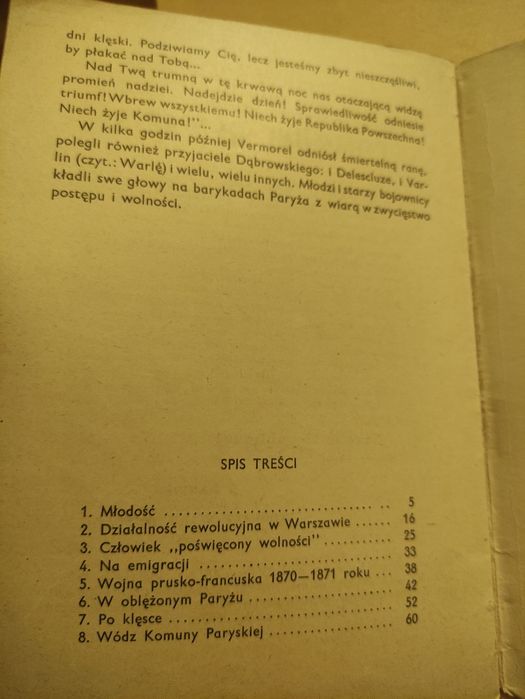 dni klęski. Podziwiamy Cię, lecz jesteśmy zbyt nieszczęśliwi,
by płakać nad Tobą...
Nad Twą trumną w tę krwawą noc nas otaczającą widzę
promień nadziei. Nadejdzie dzień! Sprawiedliwość odniesie
triumf! Wbrew wszystkiemu! Niech żyje Republika Powszechna!
Niech żyje Komuna!"...
W kilka godzin później Vermorel odniósł śmiertelną ranę,
polegli również przyjaciele Dąbrowskiego: i Delescluze, i Var-
lin (czyt.: Warlę) i wielu, wielu innych. Młodzi i starzy bojownicy
kładli swe głowy na barykadach Paryża z wiarą w zwycięstwo
postępu i wolności.
SPIS TREŚCI
1. Młodość .............................. 5
2. Działalność rewolucyjna w Warszawie ...... 16
3. Człowiek „poświęcony wolności" ........... 25
4. Na emigracji ........................... 33
5. Wojna prusko-francuska 1870—1871 roku ... 38
6. W oblężonym Paryżu .................... 42
7. Po klęsce .............................. 52
8. Wódz Komuny Paryskiej ................. 60